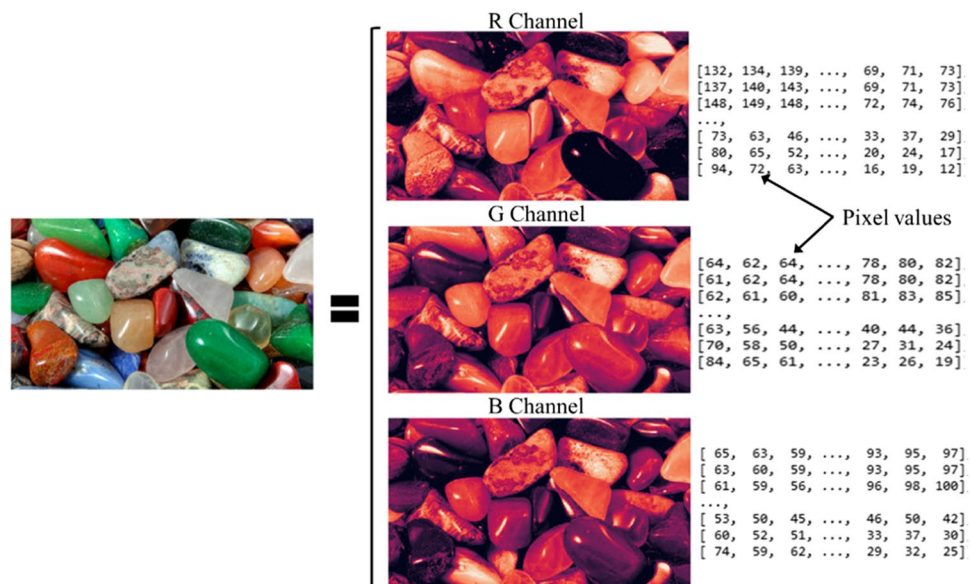 R Channel
[132, 134, 139, ..., 69, 71, 73]
[137, 140, 143, ..., 69, 71, 73]
[148, 149, 148, ..., 72, 74, 76]
...,
[ 73, 63, 46, ..., 33, 37, 29]
[ 80, 65, 52, ..., 20, 24, 17]
[ 94, 72, 63, ..., 16, 19, 12]
Pixel values
G Channel
[64, 62, 64, ..., 78, 80, 82]
[61, 62, 64, ..., 78, 80, 82]
[62, 61, 60, ..., 81, 83, 85]
...,
[63, 56, 44, ..., 40, 44, 36]
[70, 58, 50, ..., 27, 31, 24]
[84, 65, 61, ..., 23, 26, 19]
B Channel
[ 65, 63, 59, ..., 93, 95, 97]
[ 63, 60, 59, ..., 93, 95, 97]
[ 61, 59, 56, ..., 96, 98, 100]
...,
[ 53, 50, 45, ..., 46, 50, 42]
[ 60, 52, 51, ..., 33, 37, 30]
[ 74, 59, 62, ..., 29, 32, 25]